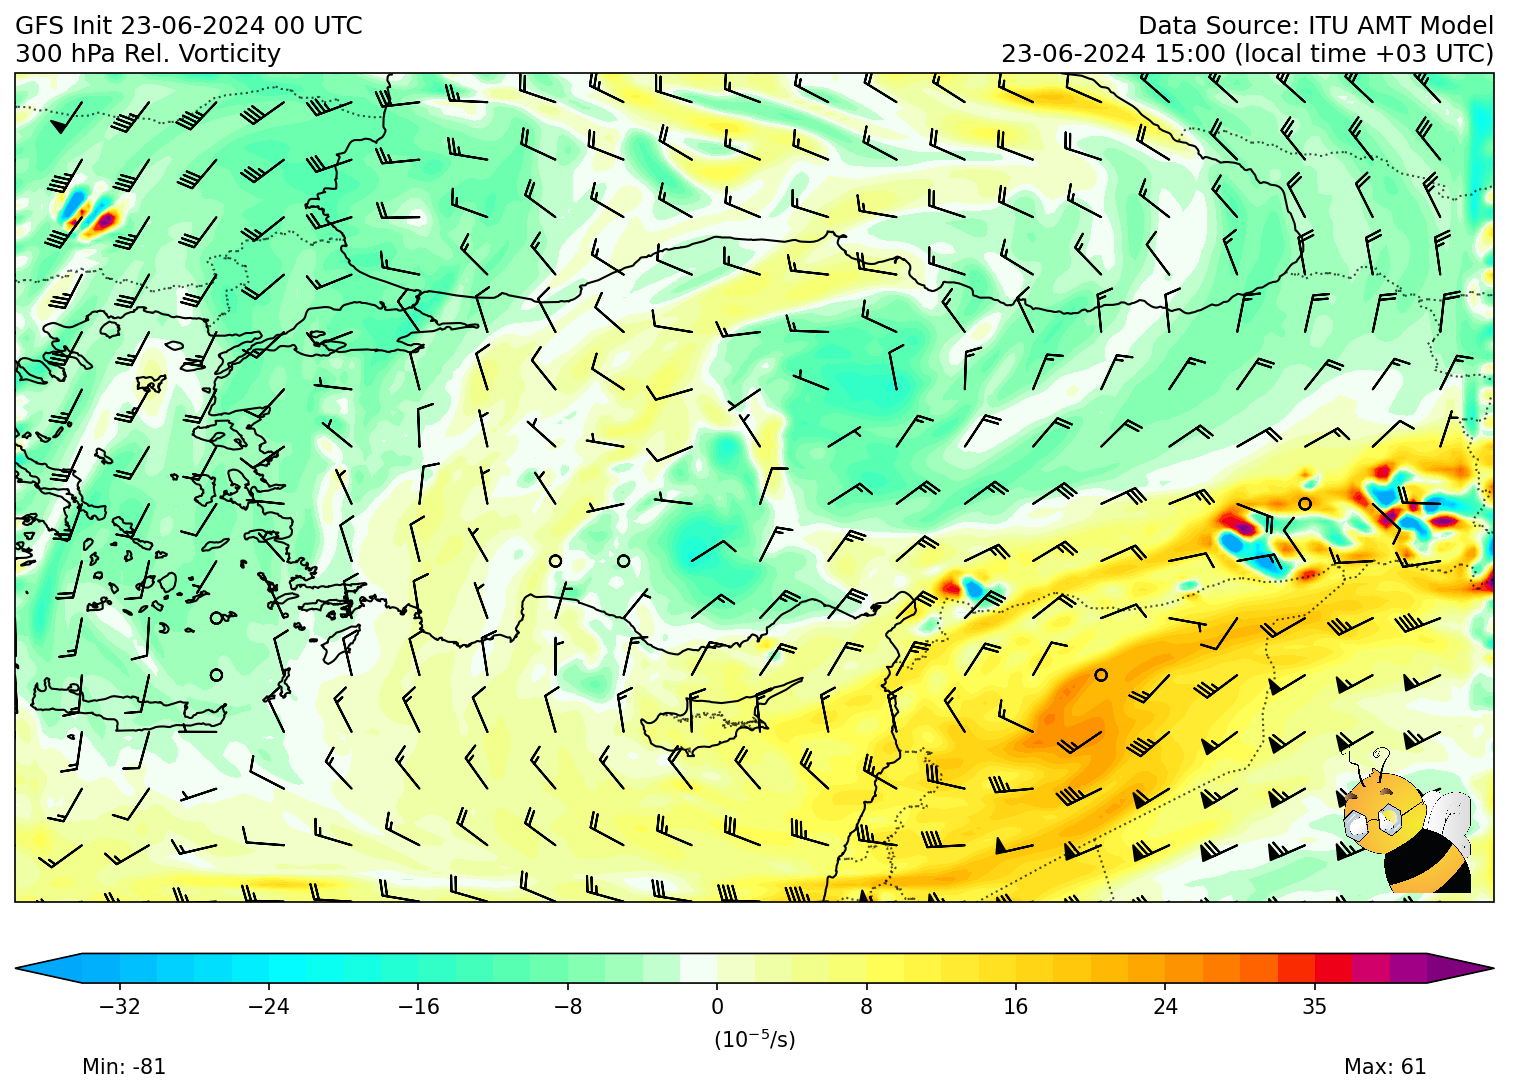 GFS Init 23-06-2024 00 UTC
Data Source: ITU AMT Model
300 hPa Rel. Vorticity
23-06-2024 15:00 (local time +03 UTC)
−32 −24 −16 −8 0 8 16 24 35
(10⁻⁵/s)
Min: -81
Max: 61